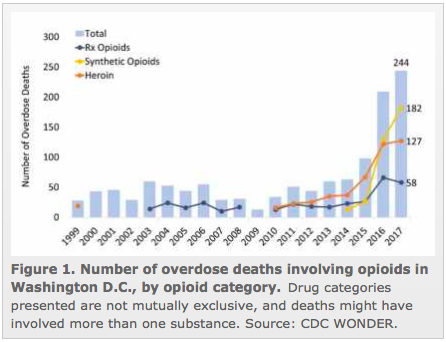 300
250
200
150
100
50
0
Number of Overdose Deaths
Total
Rx Opioids
Synthetic Opioids
Heroin
244
182
127
58
1999 2000 2001 2002 2003 2004 2005 2006 2007 2008 2009 2010 2011 2012 2013 2014 2015 2016 2017
Figure 1. Number of overdose deaths involving opioids in
Washington D.C., by opioid category. Drug categories
presented are not mutually exclusive, and deaths might have
involved more than one substance. Source: CDC WONDER.